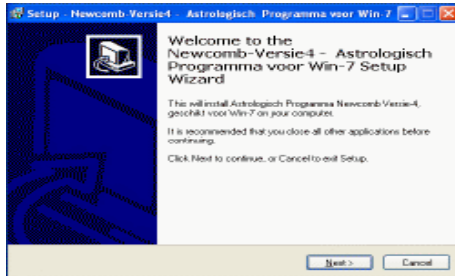 Setup - Newcomb-Versie4 - Astrologisch Programma voor Win-7
Welcome to the
Newcomb-Versie4 - Astrologisch
Programma voor Win-7 Setup
Wizard
This will install Astrologisch Programma Newcomb Versie-4,
geschikt voor Win-7 on your computer.
It is recommended that you close all other applications before
continuing.
Click Next to continue, or Cancel to exit Setup.
Next >
Cancel